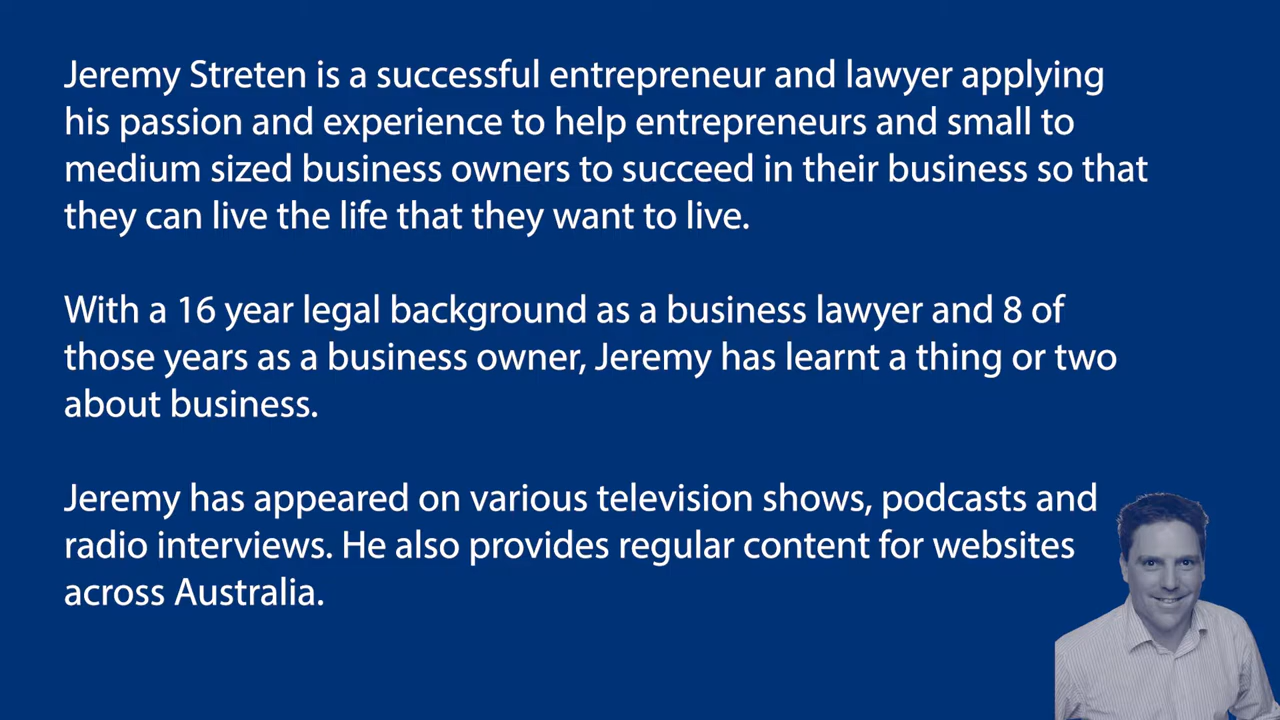 Jeremy Streten is a successful entrepreneur and lawyer applying
his passion and experience to help entrepreneurs and small to
medium sized business owners to succeed in their business so that
they can live the life that they want to live.
With a 16 year legal background as a business lawyer and 8 of
those years as a business owner, Jeremy has learnt a thing or two
about business.
Jeremy has appeared on various television shows, podcasts and
radio interviews. He also provides regular content for websites
across Australia.